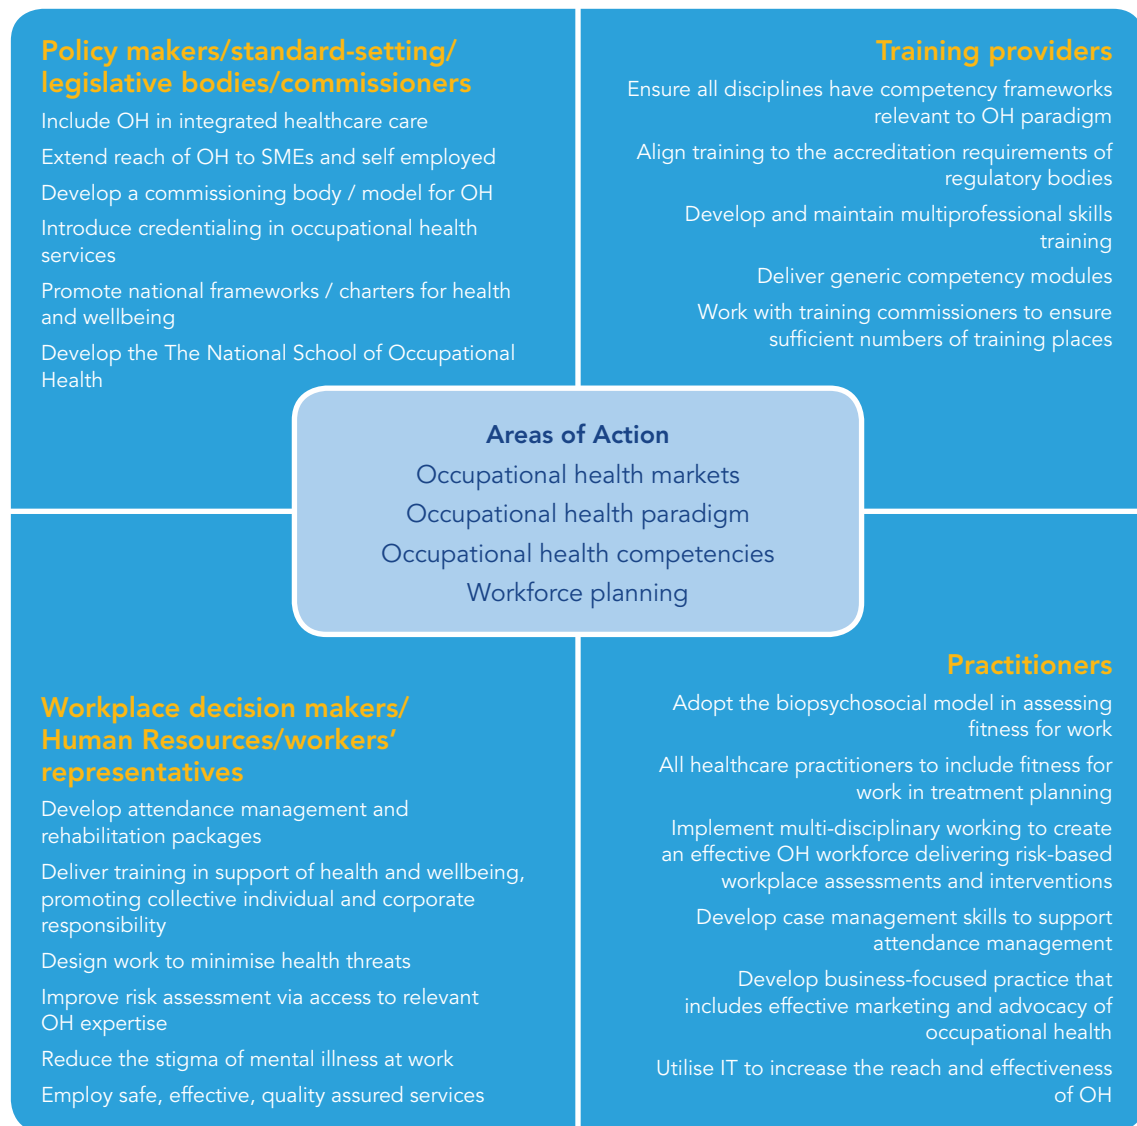 Policy makers/standard-setting/
legislative bodies/commissioners
Include OH in integrated healthcare care
Extend reach of OH to SMEs and self employed
Develop a commissioning body / model for OH
Introduce credentialing in occupational health
services
Promote national frameworks / charters for health
and wellbeing
Develop the The National School of Occupational
Health
Training providers
Ensure all disciplines have competency frameworks
relevant to OH paradigm
Align training to the accreditation requirements of
regulatory bodies
Develop and maintain multiprofessional skills
training
Deliver generic competency modules
Work with training commissioners to ensure
sufficient numbers of training places
Areas of Action
Occupational health markets
Occupational health paradigm
Occupational health competencies
Workforce planning
Workplace decision makers/
Human Resources/workers’
representatives
Develop attendance management and
rehabilitation packages
Deliver training in support of health and wellbeing,
promoting collective individual and corporate
responsibility
Design work to minimise health threats
Improve risk assessment via access to relevant
OH expertise
Reduce the stigma of mental illness at work
Employ safe, effective, quality assured services
Practitioners
Adopt the biopsychosocial model in assessing
fitness for work
All healthcare practitioners to include fitness for
work in treatment planning
Implement multi-disciplinary working to create
an effective OH workforce delivering risk-based
workplace assessments and interventions
Develop case management skills to support
attendance management
Develop business-focused practice that
includes effective marketing and advocacy of
occupational health
Utilise IT to increase the reach and effectiveness
of OH